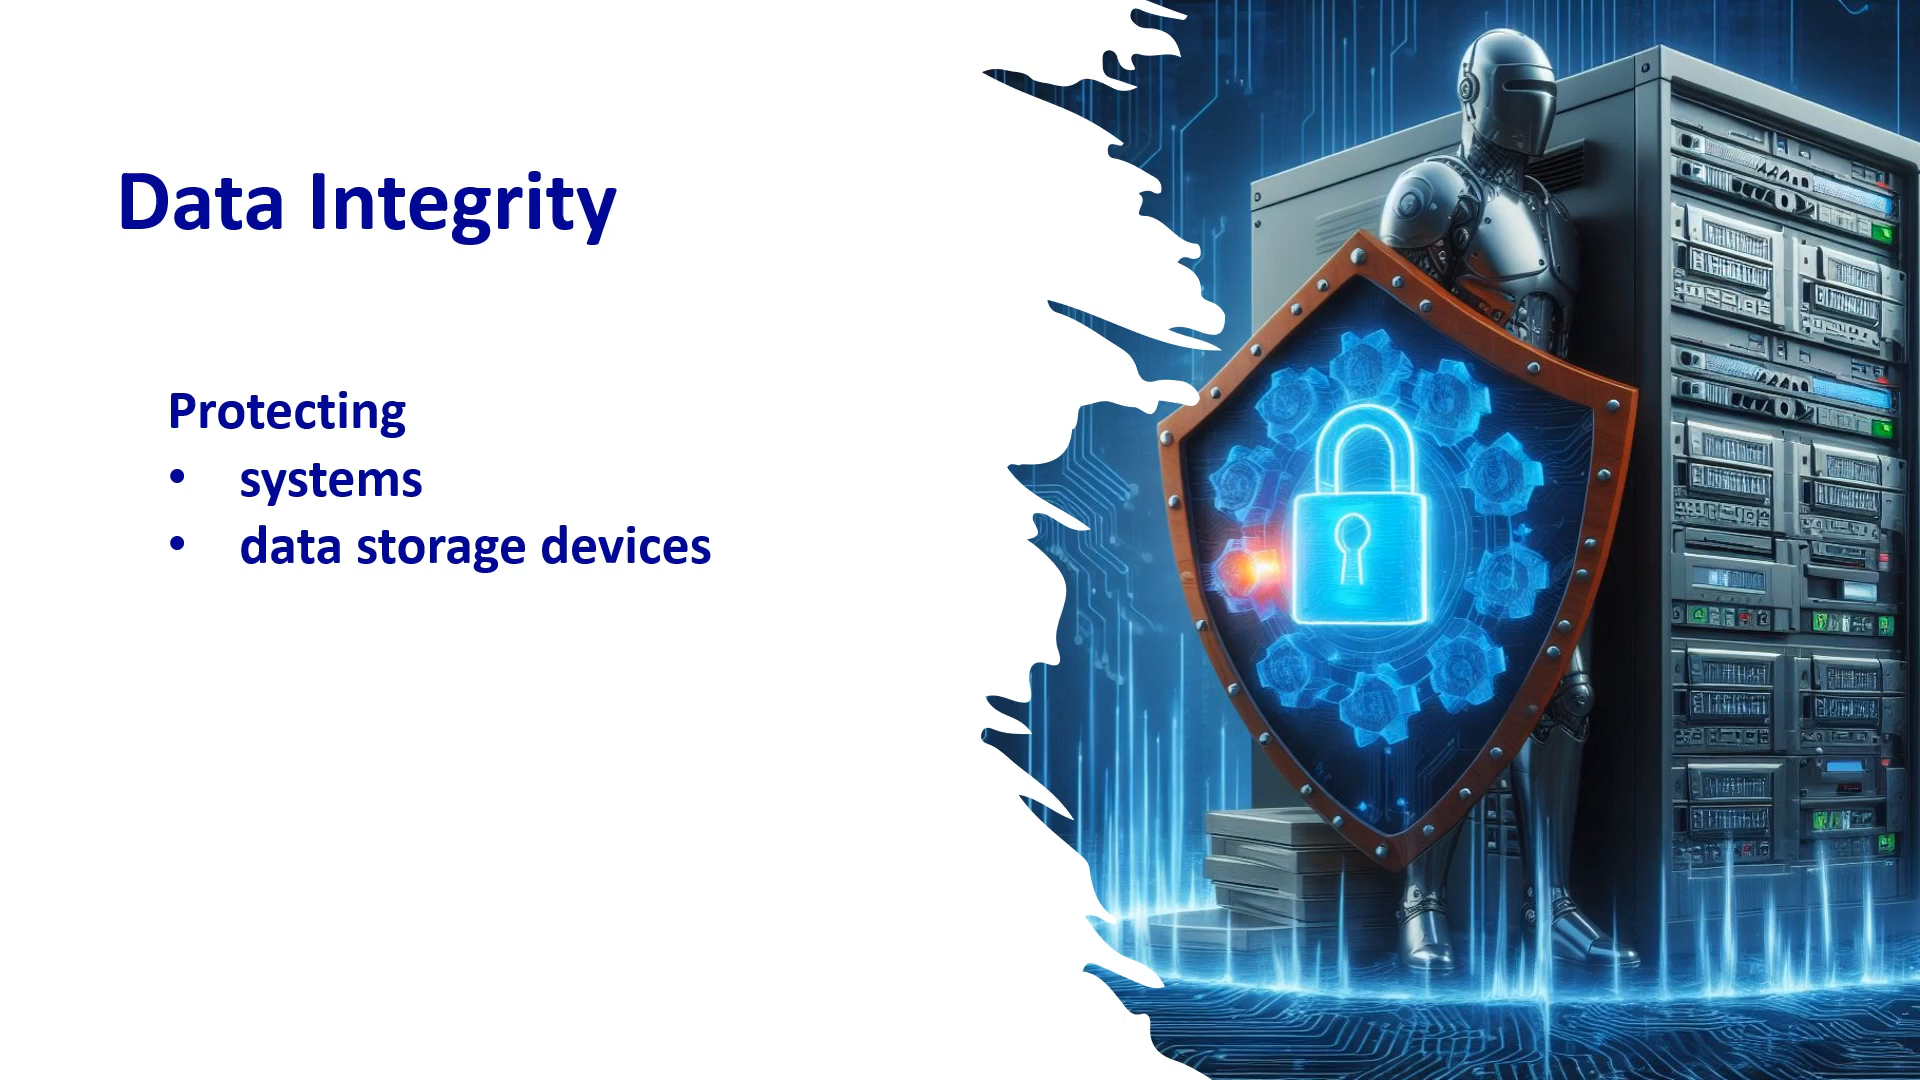 Data Integrity
Protecting
• systems
• data storage devices